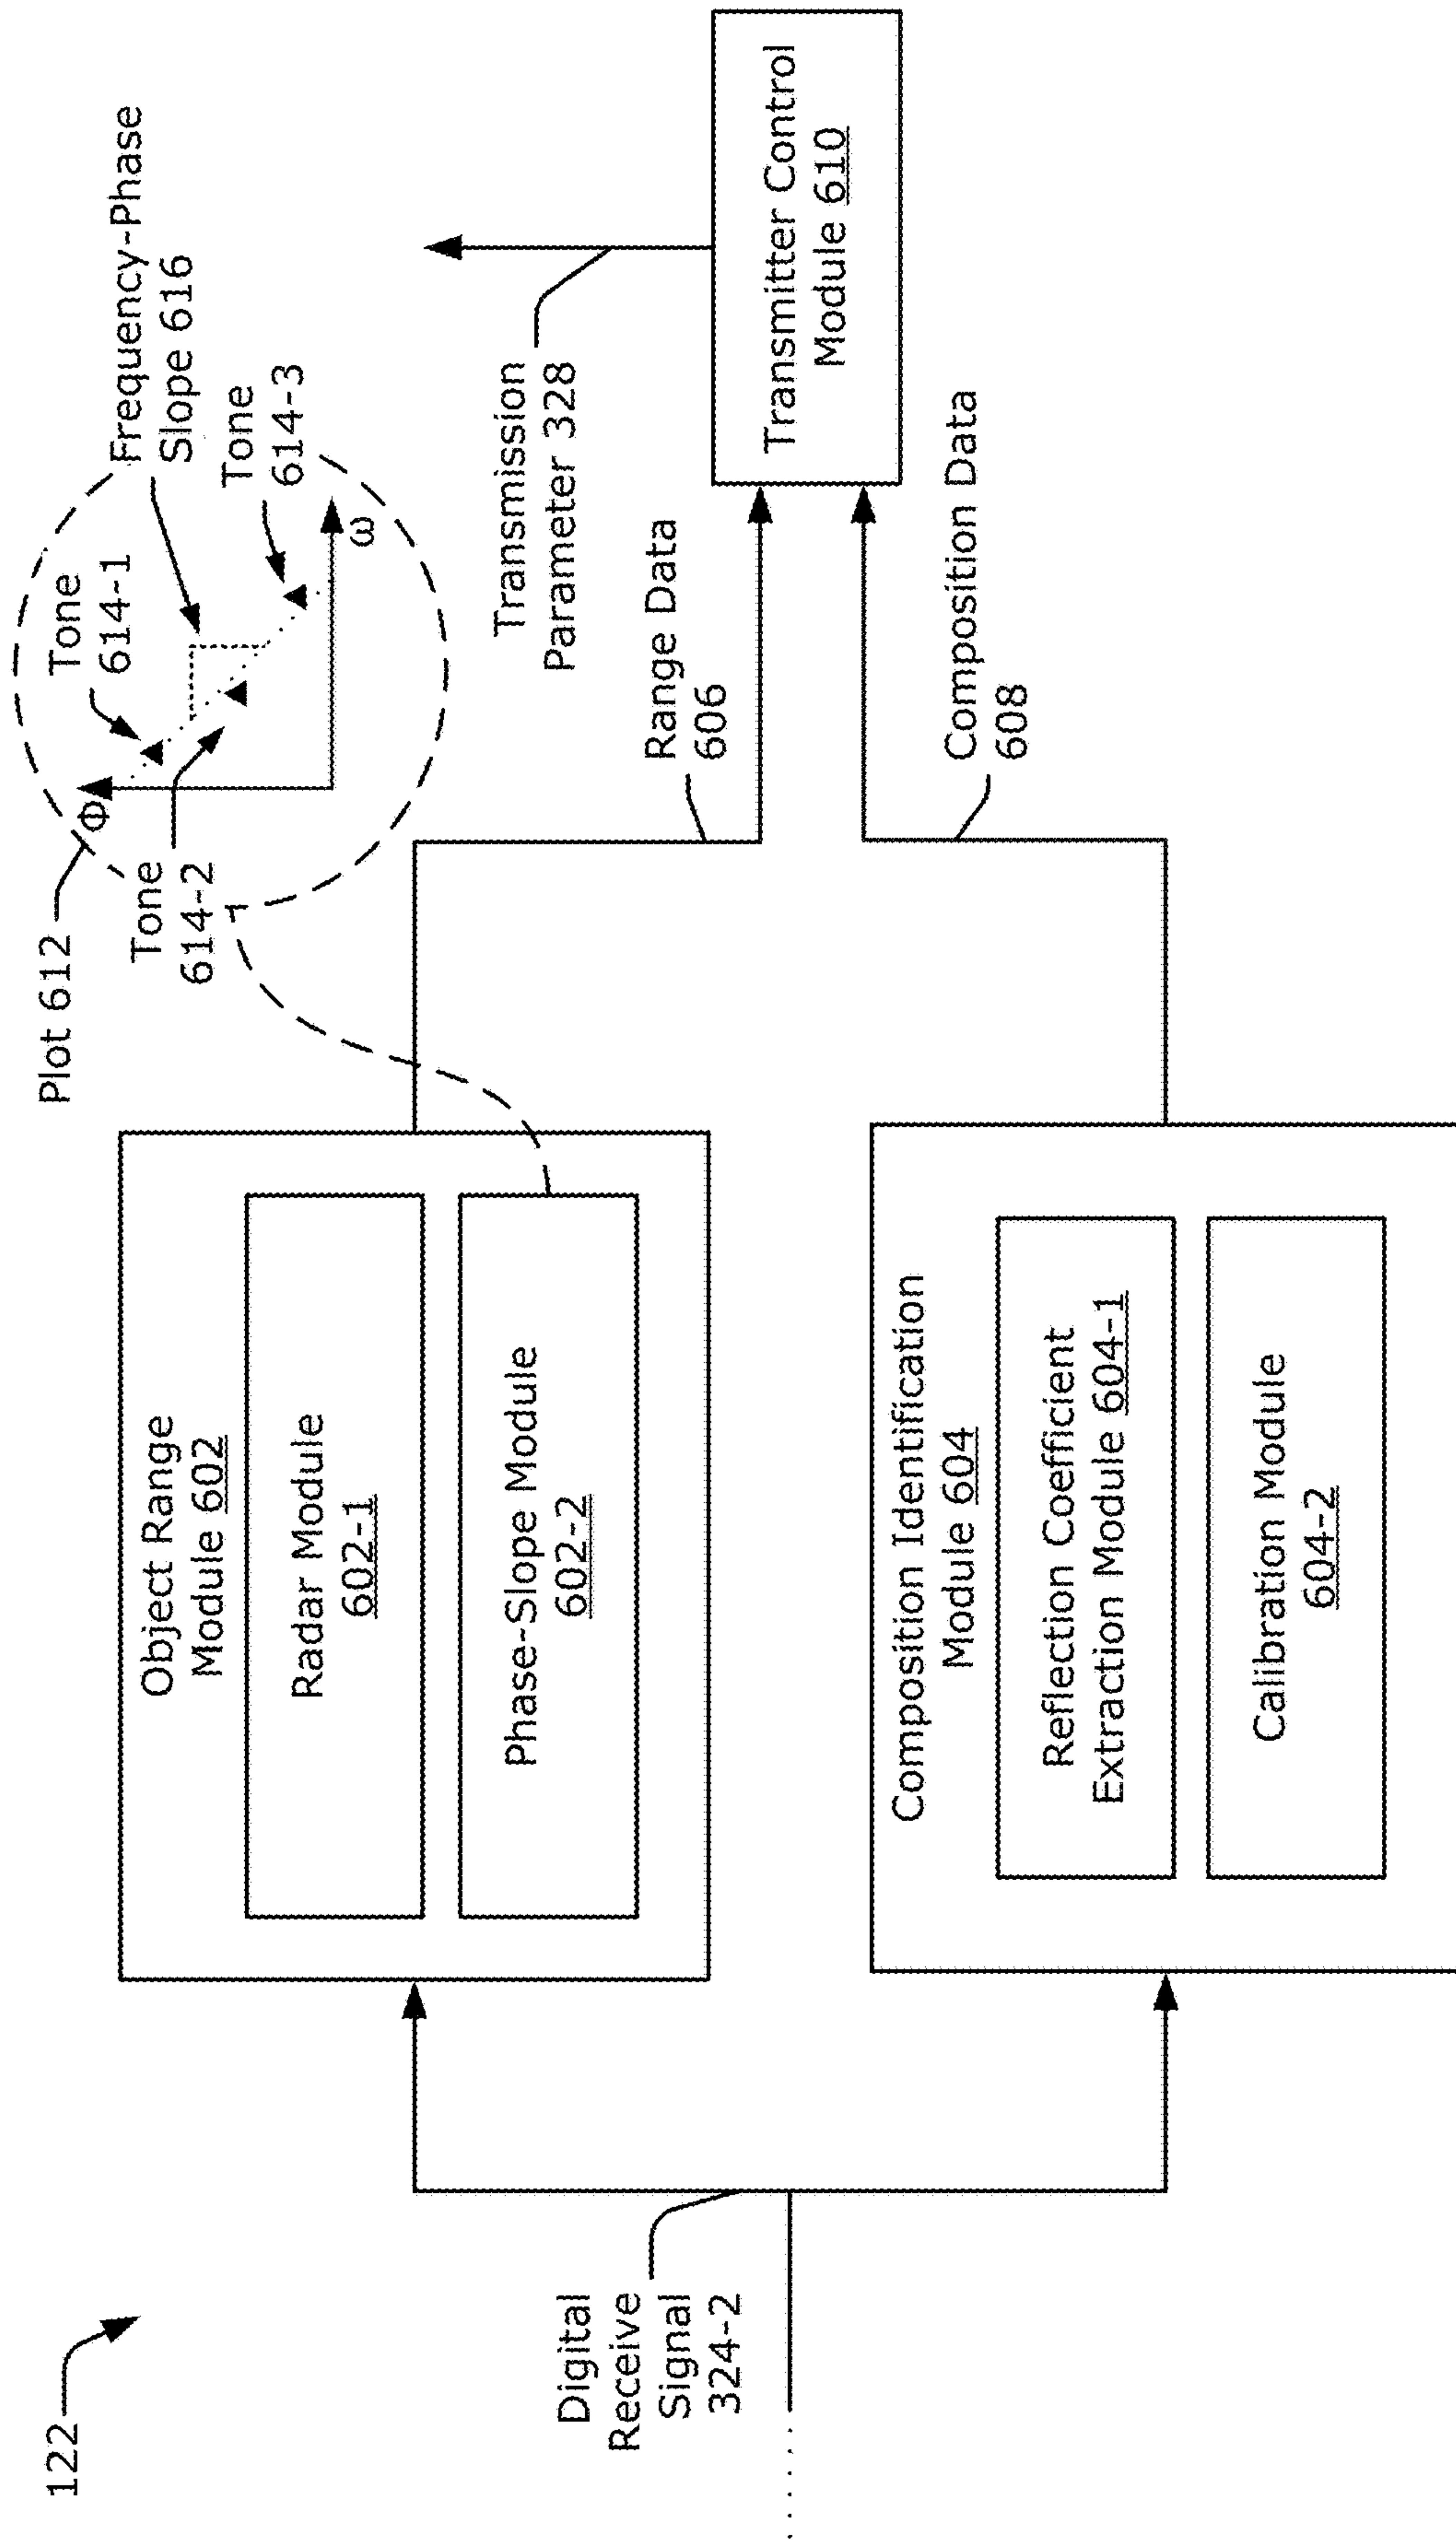 122
Digital
Receive
Signal
324-2
Object Range
Module 602
Radar Module
602-1
Phase-Slope Module
602-2
Composition Identification
Module 604
Reflection Coefficient
Extraction Module 604-1
Calibration Module
604-2
Plot 612
Φ
ω
Tone
614-1
Tone
614-2
Tone
614-3
Frequency-Phase
Slope 616
Range Data
606
Composition Data
608
Transmission
Parameter 328
Transmitter Control
Module 610